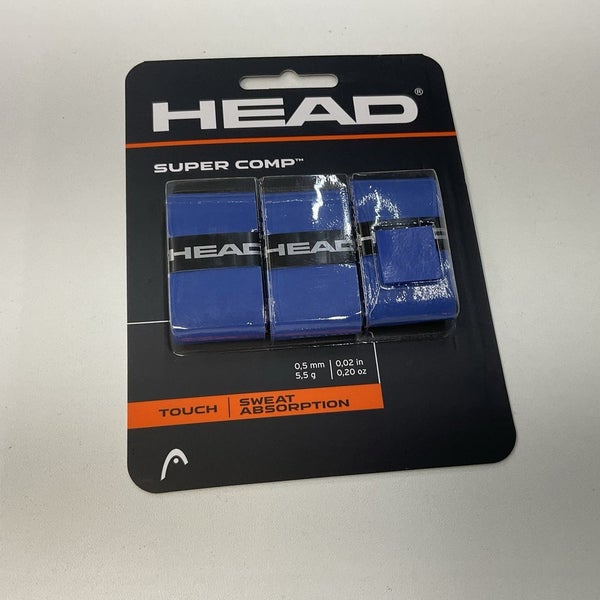 HEAD®
SUPER COMP™
HEAD HEAD
0,5 mm | 0,02 in
5,5 g | 0,20 oz
TOUCH | SWEAT
ABSORPTION